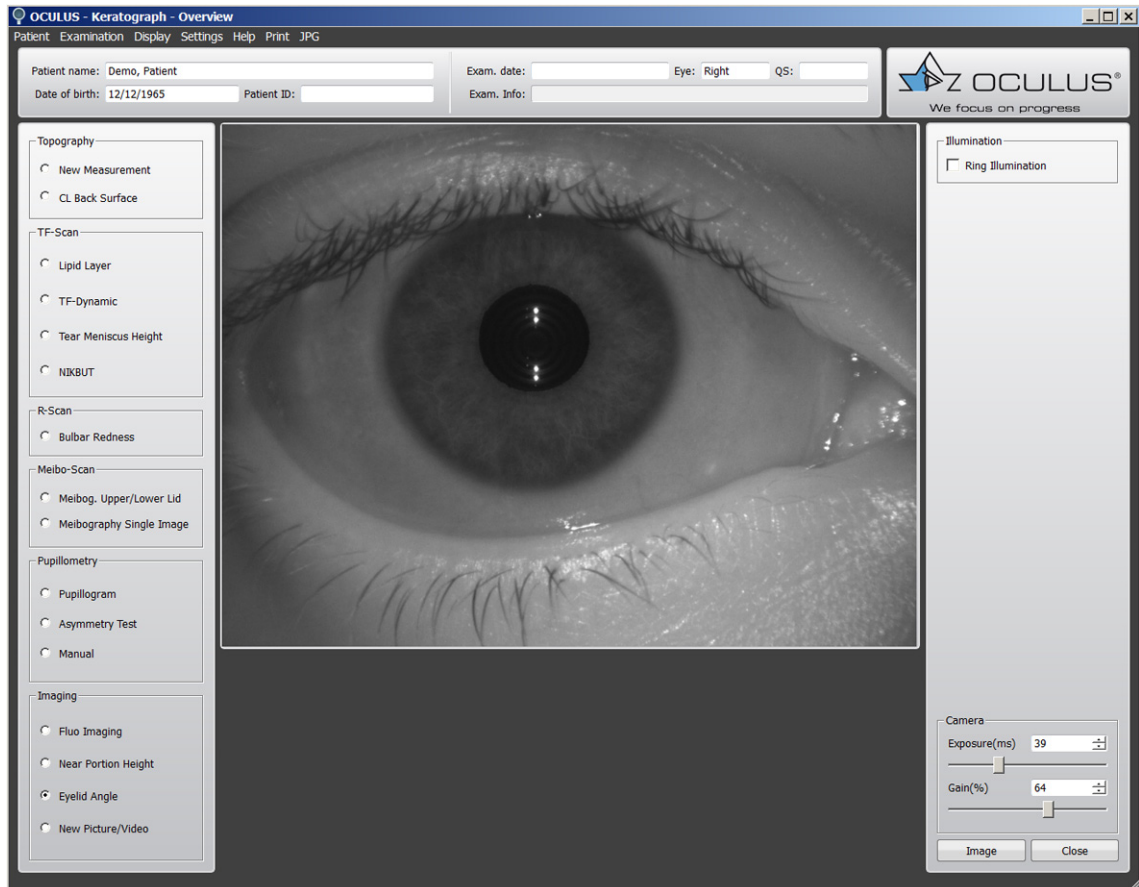 OCULUS - Keratograph - Overview
Patient Examination Display Settings Help Print JPG
Patient name: Demo, Patient
Date of birth: 12/12/1965 Patient ID:
Exam. date: Eye: Right QS:
Exam. Info:
OCULUS®
We focus on progress
Topography
New Measurement
CL Back Surface
TF-Scan
Lipid Layer
TF-Dynamic
Tear Meniscus Height
NIKBUT
R-Scan
Bulbar Redness
Meibo-Scan
Meibog. Upper/Lower Lid
Meibography Single Image
Pupillometry
Pupillogram
Asymmetry Test
Manual
Imaging
Fluo Imaging
Near Portion Height
Eyelid Angle
New Picture/Video
Illumination
Ring Illumination
Camera
Exposure(ms) 39
Gain(%) 64
Image Close